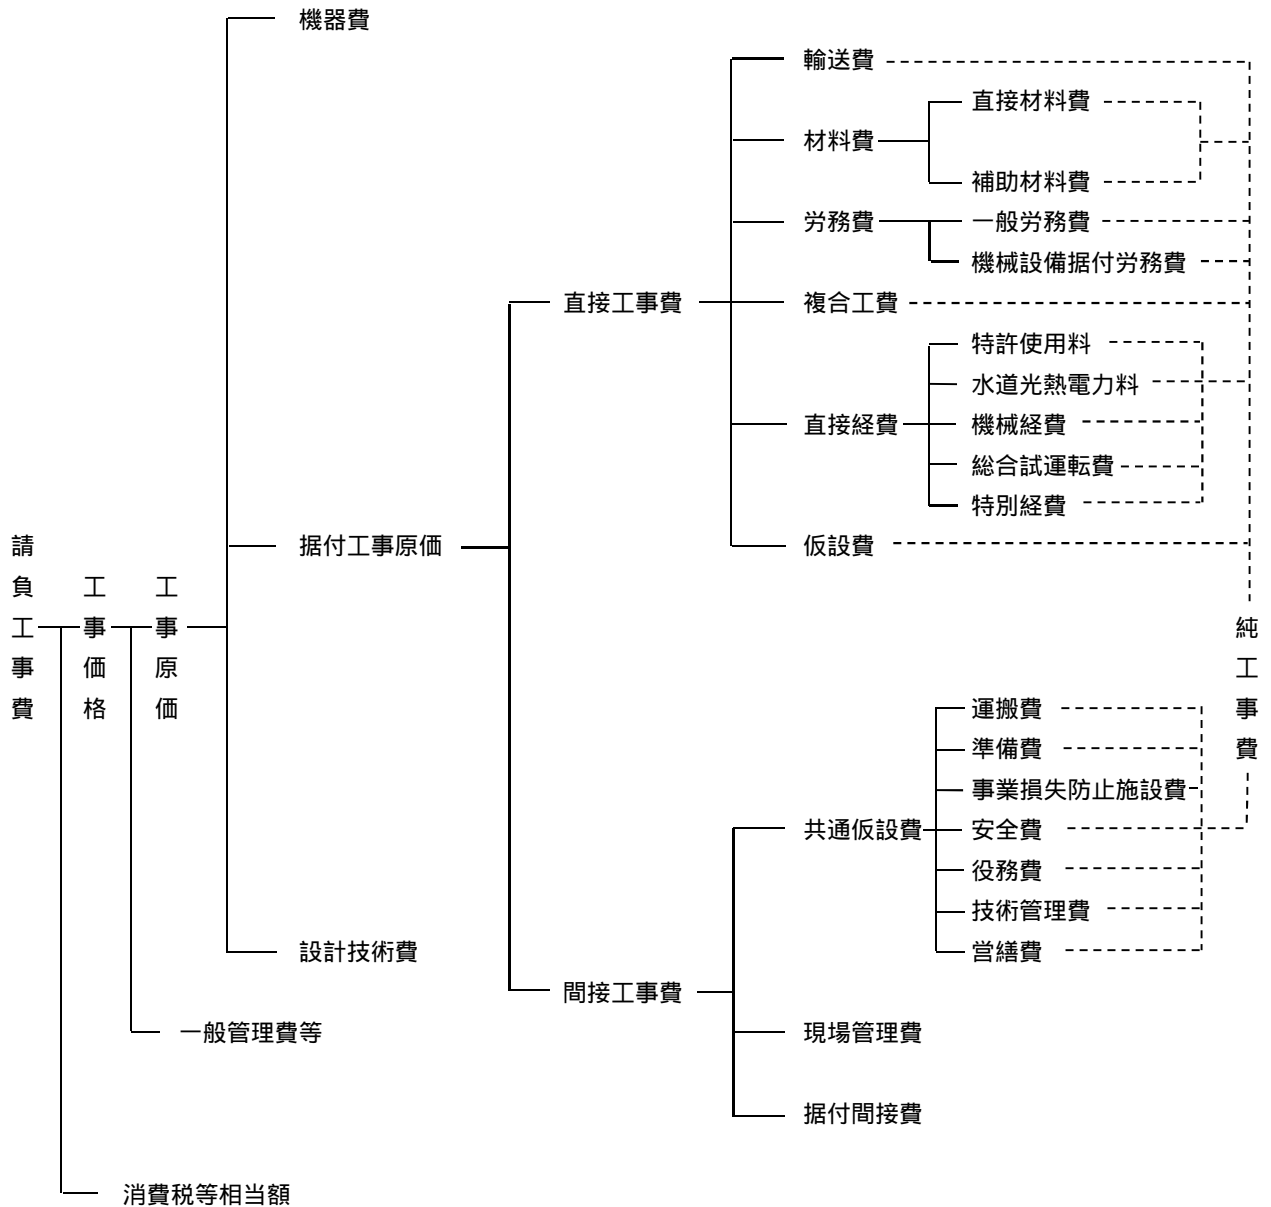 機器費
輸送費
直接材料費
材料費
補助材料費
労務費
一般労務費
機械設備据付労務費
直接工事費
複合工費
特許使用料
水道光熱電力料
直接経費
機械経費
総合試運転費
特別経費
据付工事原価
仮設費
請負工事費
工事価格
工事原価
純工事費
運搬費
準備費
事業損失防止施設費
共通仮設費
安全費
役務費
技術管理費
設計技術費
営繕費
間接工事費
一般管理費等
現場管理費
据付間接費
消費税等相当額